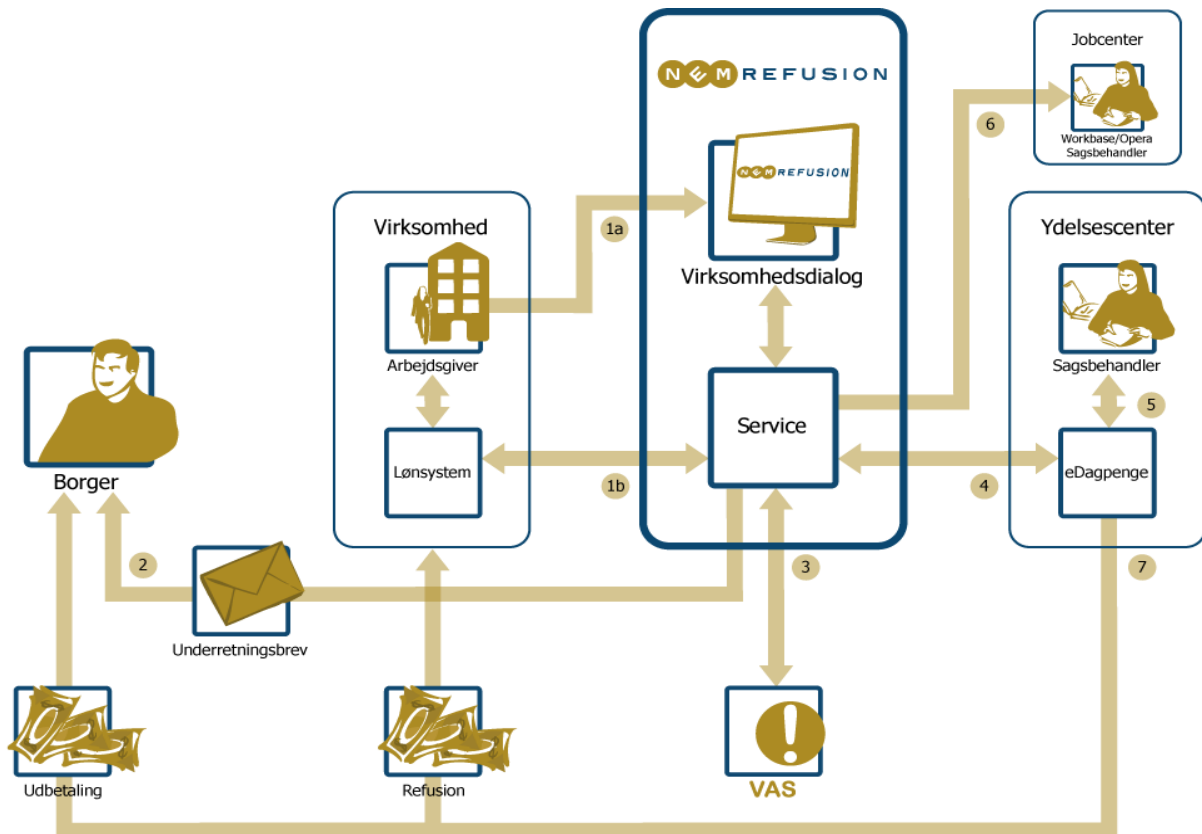 NEMREFUSION
NEMREFUSION
Virksomhedsdialog
Service
Jobcenter
Workbase/Opera
Sagsbehandler
6
Virksomhed
1a
Arbejdsgiver
Lønsystem
1b
Ydelsescenter
Sagsbehandler
5
eDagpenge
4
Borger
2
3
7
Underretningsbrev
Udbetaling
Refusion
VAS